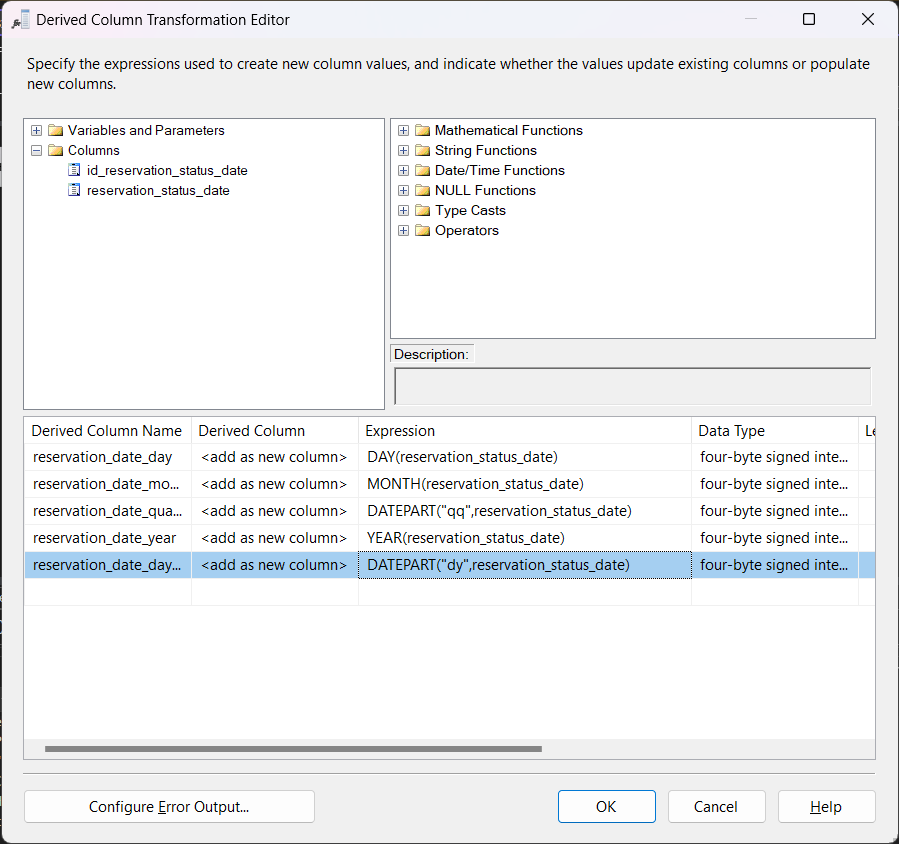 Derived Column Transformation Editor
Specify the expressions used to create new column values, and indicate whether the values update existing columns or populate
new columns.
Variables and Parameters
Columns
id_reservation_status_date
reservation_status_date
Mathematical Functions
String Functions
Date/Time Functions
NULL Functions
Type Casts
Operators
Description:
Derived Column Name Derived Column Expression Data Type
reservation_date_day <add as new column> DAY(reservation_status_date) four-byte signed inte...
reservation_date_mo... <add as new column> MONTH(reservation_status_date) four-byte signed inte...
reservation_date_qua... <add as new column> DATEPART("qq",reservation_status_date) four-byte signed inte...
reservation_date_year <add as new column> YEAR(reservation_status_date) four-byte signed inte...
reservation_date_day... <add as new column> DATEPART("dy",reservation_status_date) four-byte signed inte...
Configure Error Output... OK Cancel Help